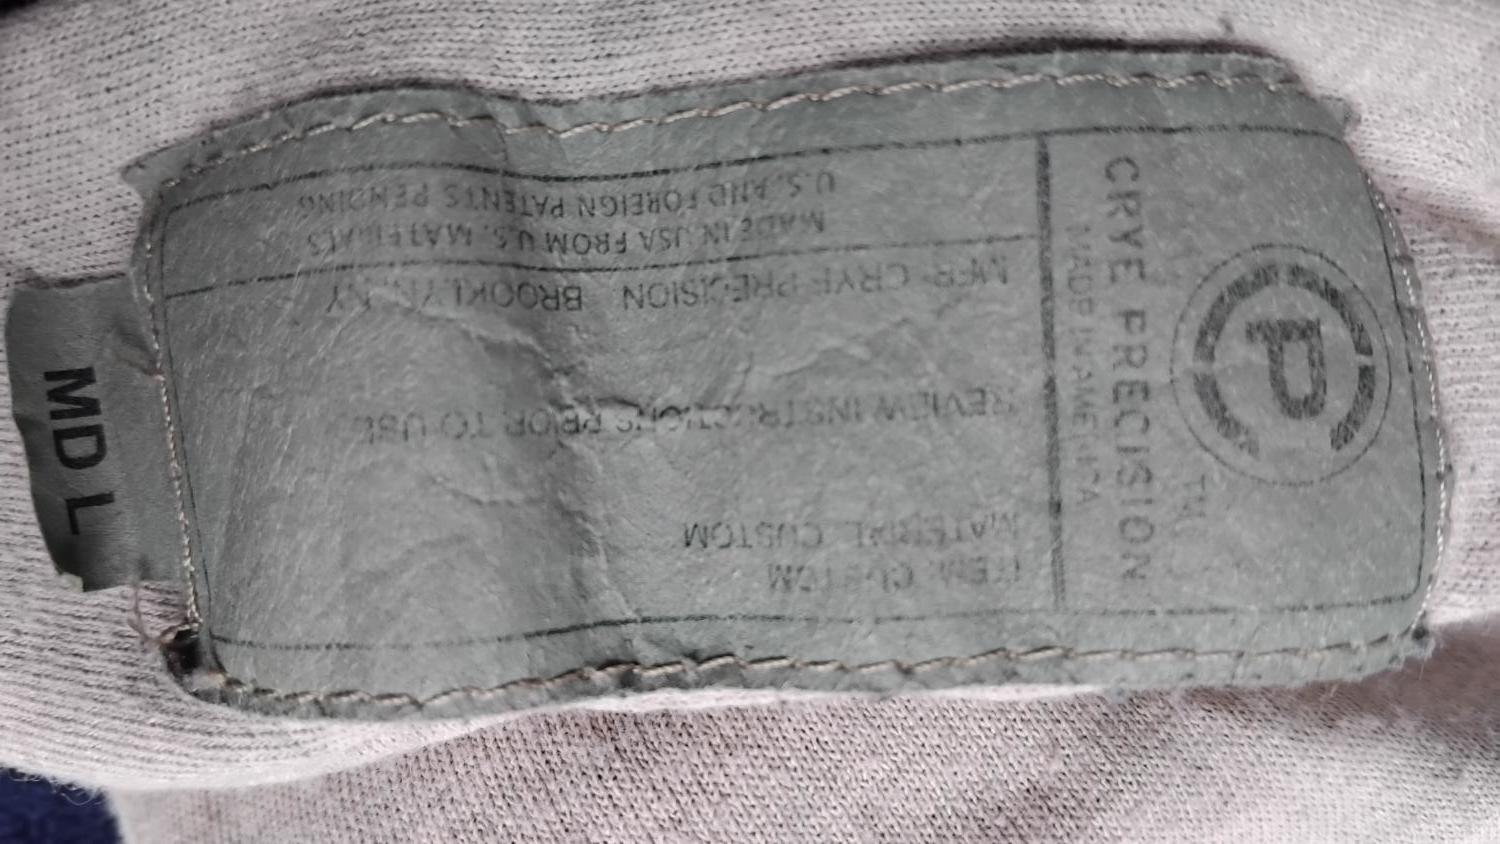 P
TM
CRYE PRECISION
MADE IN AMERICA
ITEM: CUSTOM
MATERIAL: CUSTOM
REVIEW INSTRUCTIONS PRIOR TO USE
MFR: CRYE PRECISION BROOKLYN, NY
MADE IN USA FROM U.S. MATERIALS
U.S. AND FOREIGN PATENTS PENDING
MD L